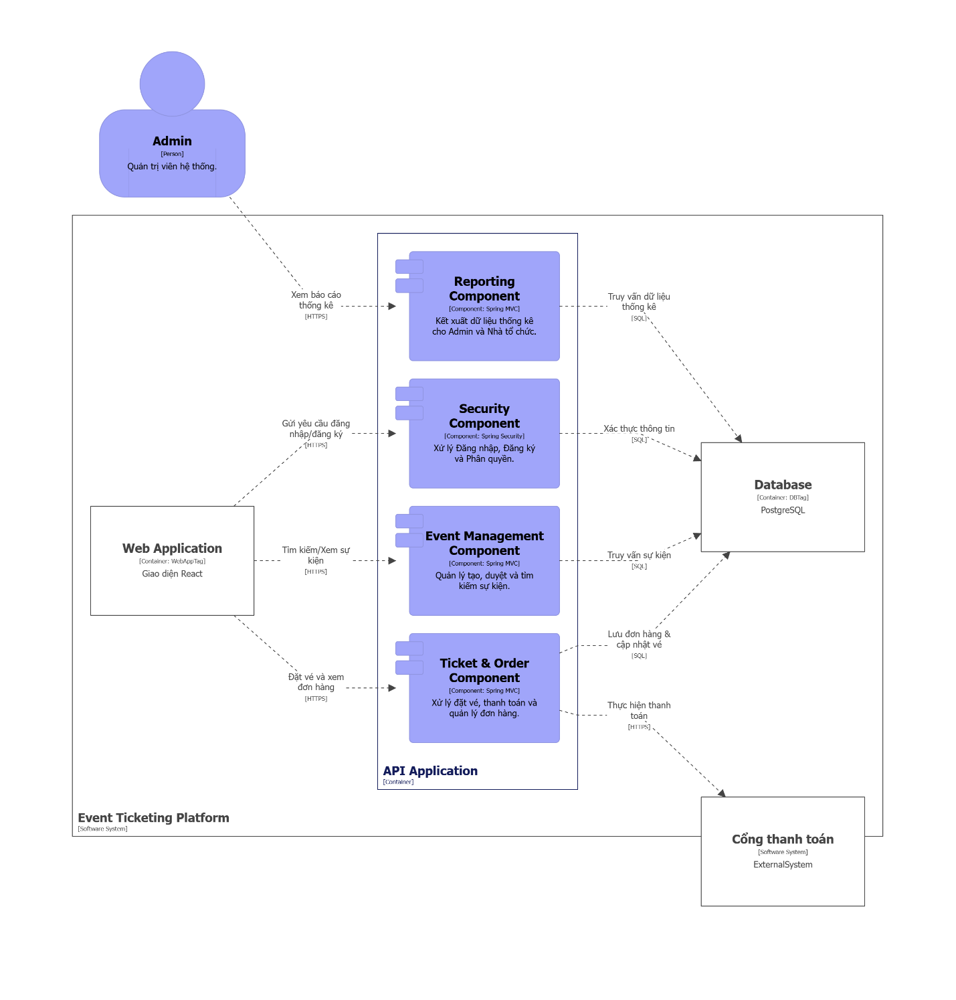 Admin
[Person]
Quản trị viên hệ thống.
Xem báo cáo
thống kê
[HTTPS]
Reporting
Component
[Component: Spring MVC]
Kết xuất dữ liệu thống kê
cho Admin và Nhà tổ chức.
Truy vấn dữ liệu
thống kê
[SQL]
Gửi yêu cầu đăng
nhập/đăng ký
[HTTPS]
Security
Component
[Component: Spring Security]
Xử lý Đăng nhập, Đăng ký
và Phân quyền.
Xác thực thông tin
[SQL]
Database
[Container: DBTag]
PostgreSQL
Web Application
[Container: WebAppTag]
Giao diện React
Tìm kiếm/Xem sự
kiện
[HTTPS]
Event Management
Component
[Component: Spring MVC]
Quản lý tạo, duyệt và tìm
kiếm sự kiện.
Truy vấn sự kiện
[SQL]
Đặt vé và xem
đơn hàng
[HTTPS]
Ticket & Order
Component
[Component: Spring MVC]
Xử lý đặt vé, thanh toán và
quản lý đơn hàng.
Lưu đơn hàng &
cập nhật vé
[SQL]
Thực hiện thanh
toán
[HTTPS]
API Application
[Container]
Event Ticketing Platform
[Software System]
Cổng thanh toán
[Software System]
ExternalSystem